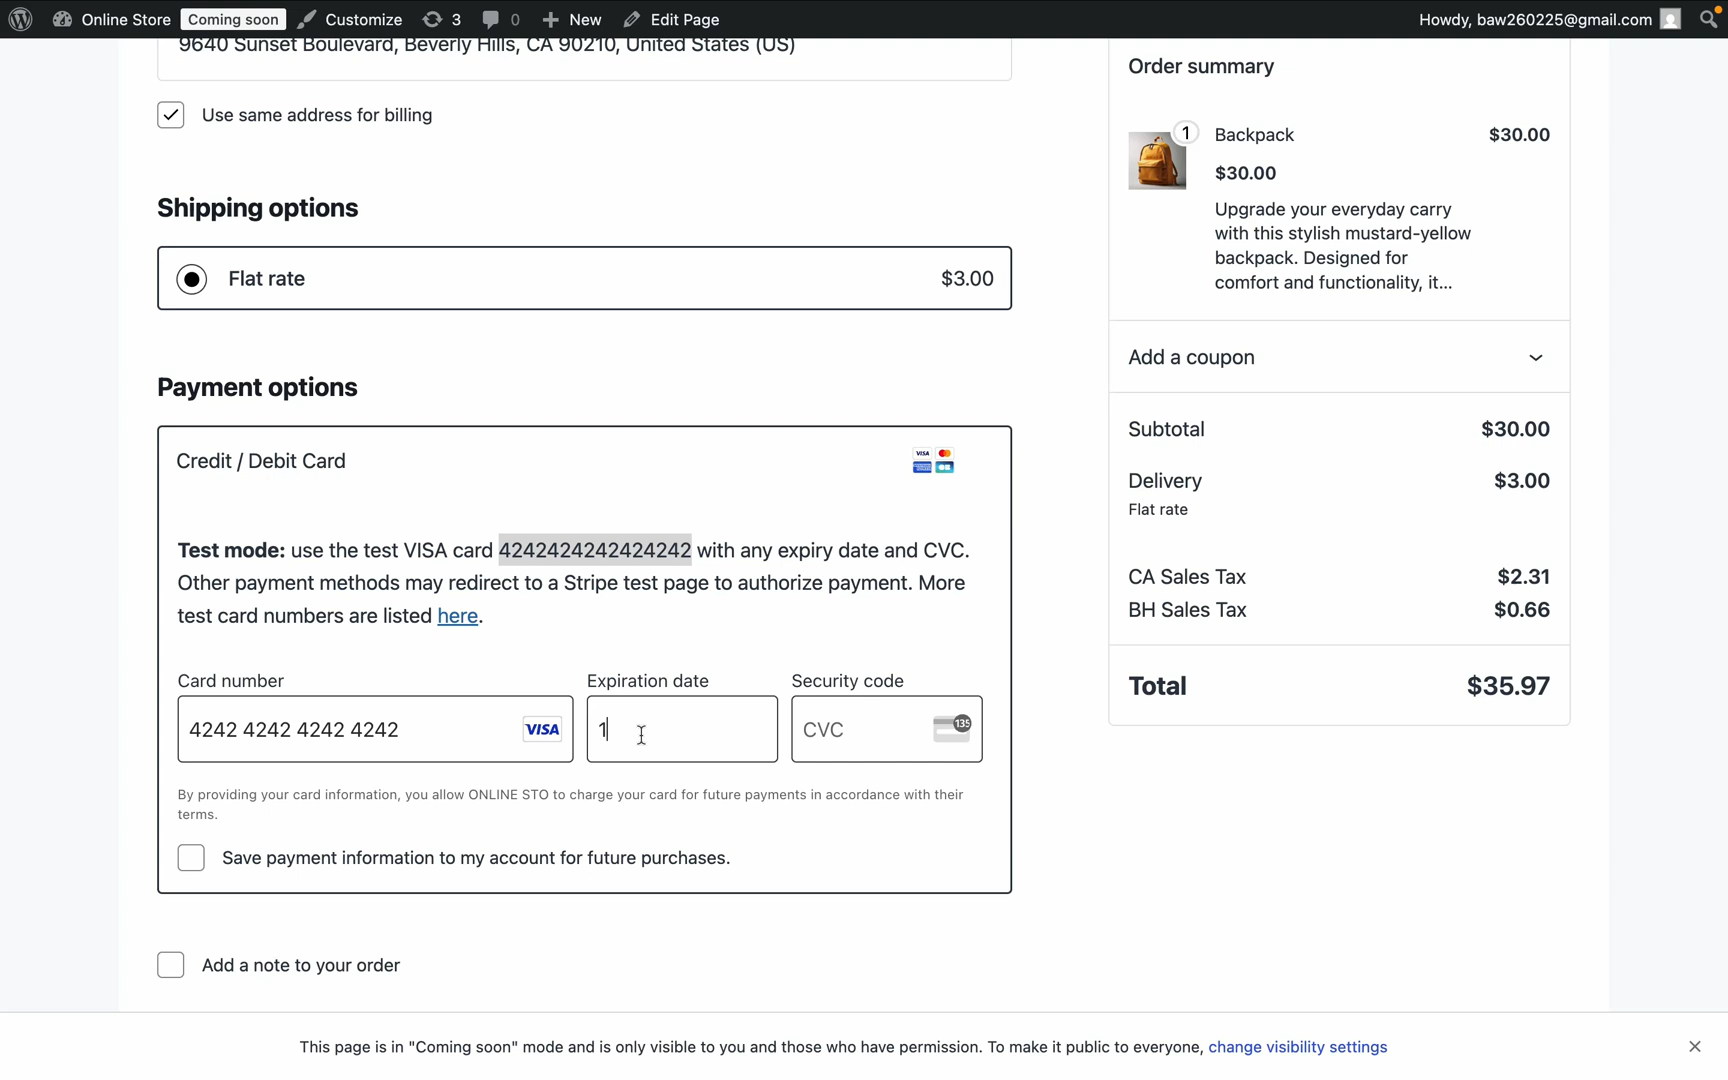 Online Store Coming soon Customize 3 0 New Edit Page Howdy, baw260225@gmail.com
9640 Sunset Boulevard, Beverly Hills, CA 90210, United States (US)
Use same address for billing
Shipping options
Flat rate $3.00
Payment options
Credit / Debit Card
VISA
Test mode: use the test VISA card 4242424242424242 with any expiry date and CVC.
Other payment methods may redirect to a Stripe test page to authorize payment. More
test card numbers are listed here.
Card number Expiration date Security code
4242 4242 4242 4242 VISA 1 CVC 135
By providing your card information, you allow ONLINE STO to charge your card for future payments in accordance with their
terms.
Save payment information to my account for future purchases.
Add a note to your order
Order summary
1 Backpack $30.00
$30.00
Upgrade your everyday carry
with this stylish mustard-yellow
backpack. Designed for
comfort and functionality, it...
Add a coupon
Subtotal $30.00
Delivery $3.00
Flat rate
CA Sales Tax $2.31
BH Sales Tax $0.66
Total $35.97
This page is in "Coming soon" mode and is only visible to you and those who have permission. To make it public to everyone, change visibility settings